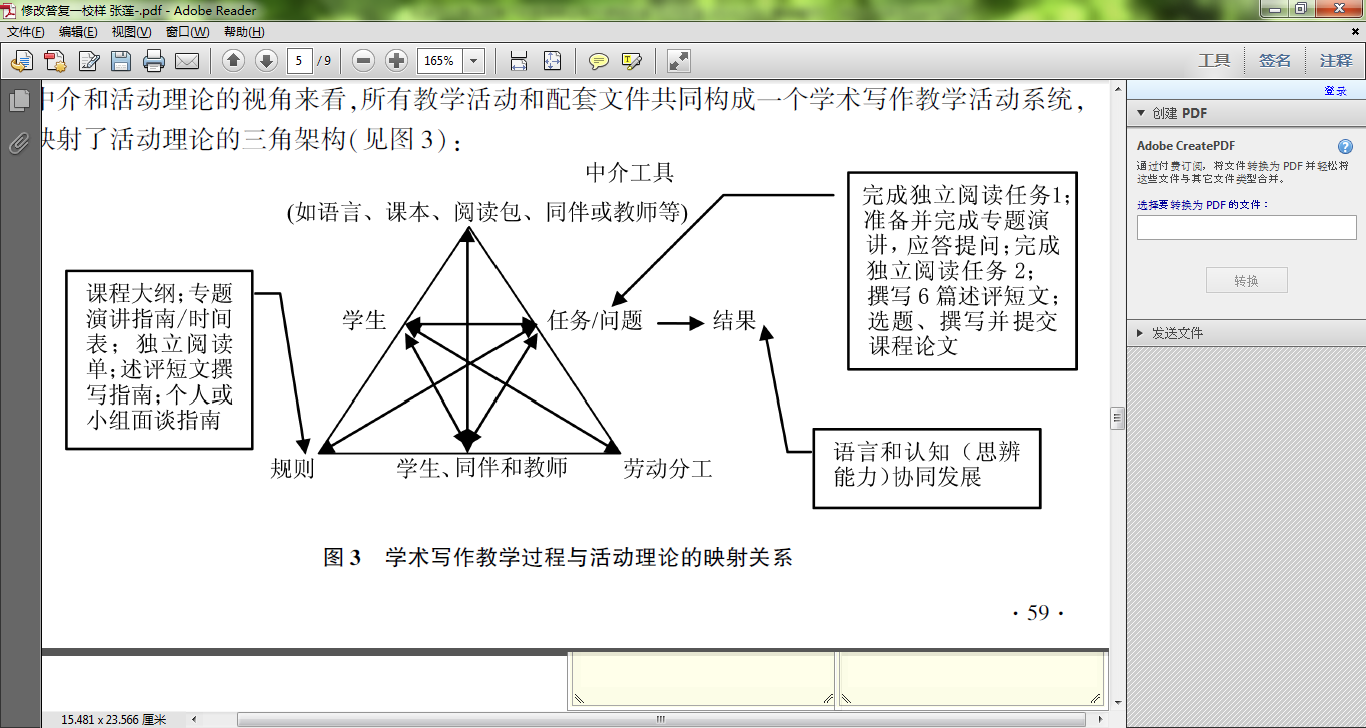 修改答复一校样 张莲-.pdf - Adobe Reader
文件(F) 编辑(E) 视图(V) 窗口(W) 帮助(H)
5 / 9 165% 工具 签名 注释
登录
中介和活动理论的视角来看,所有教学活动和配套文件共同构成一个学术写作教学活动系统,
映射了活动理论的三角架构(见图 3):
中介工具
(如语言、课本、阅读包、同伴或教师等)
完成独立阅读任务1;
准备并完成专题演
讲，应答提问;完成
独立阅读任务 2;
撰写 6 篇述评短文;
选题、撰写并提交
课程论文
课程大纲;专题
演讲指南/时间
表; 独立阅读
单;述评短文撰
写指南;个人或
小组面谈指南
学生
任务/问题
结果
规则
学生、同伴和教师
劳动分工
语言和认知（思辨
能力)协同发展
图 3 学术写作教学过程与活动理论的映射关系
· 59 ·
创建 PDF
Adobe CreatePDF
通过付费订阅，将文件转换为 PDF 并轻松将
这些文件与其它文件类型合并。
选择要转换为 PDF 的文件：
转换
发送文件
15.481 x 23.566 厘米